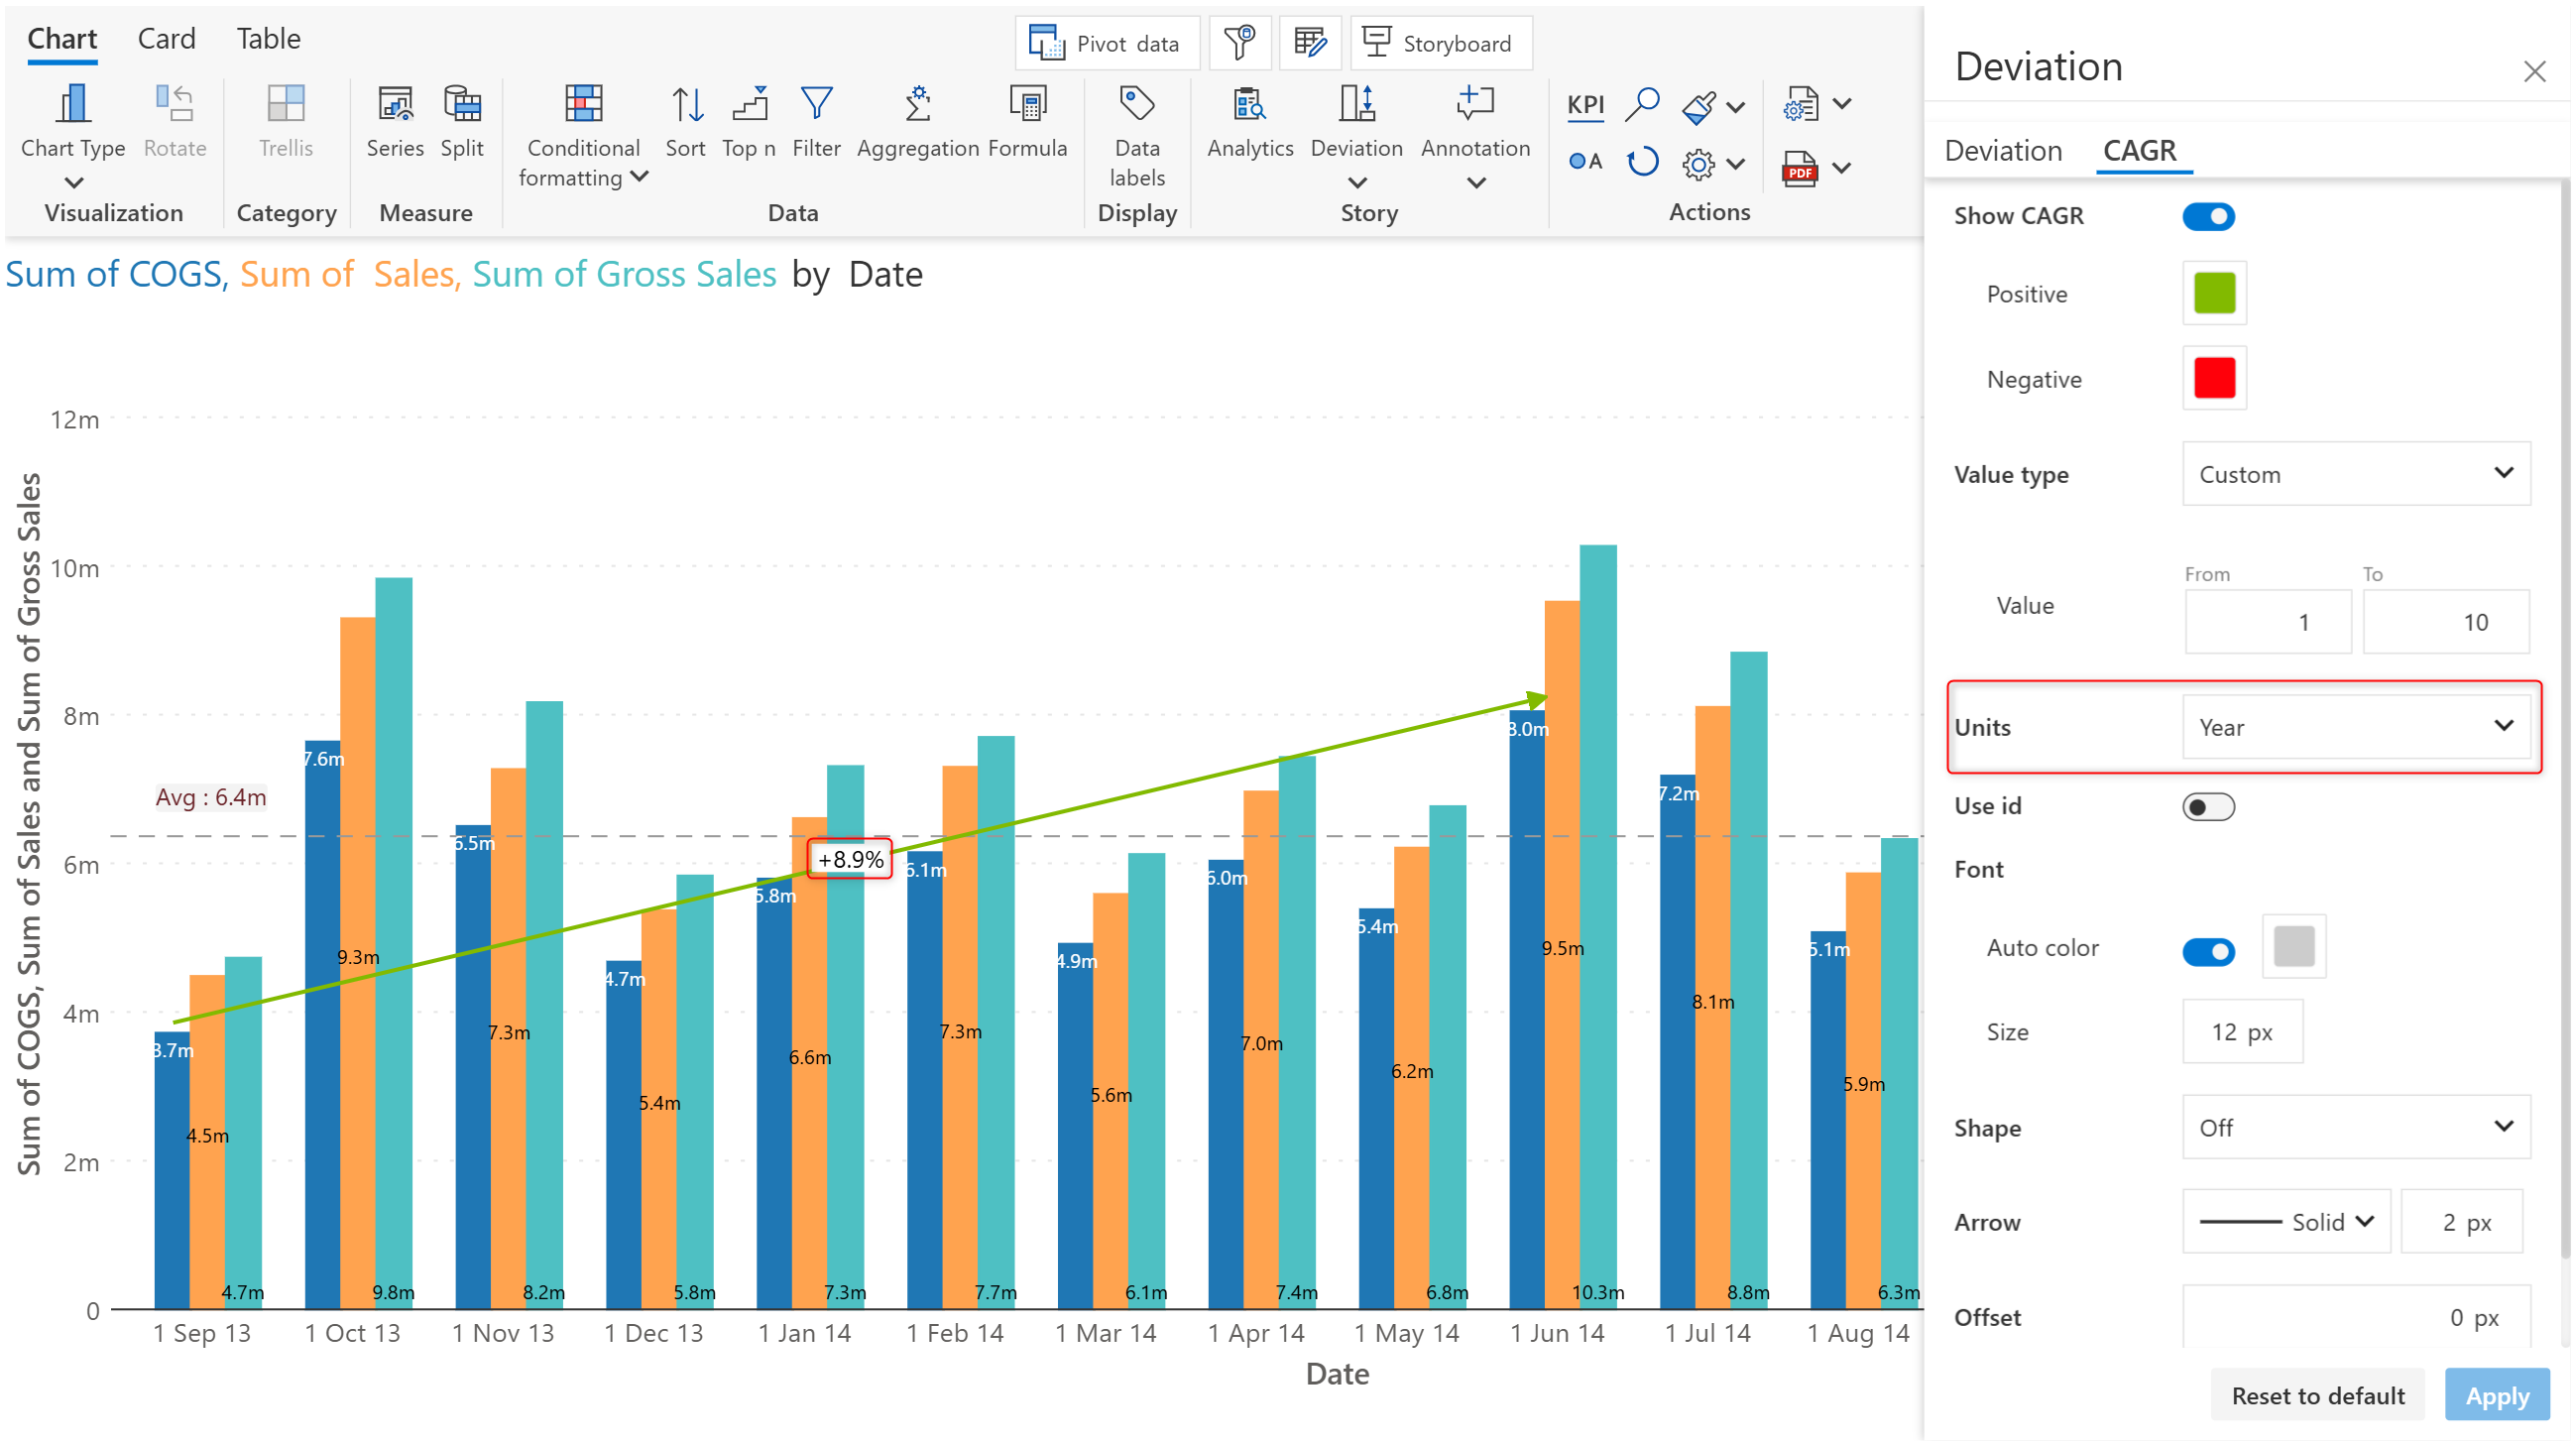 Chart Card Table
Pivot data Storyboard
Chart Type Rotate Trellis Series Split Conditional formatting Sort Top n Filter Aggregation Formula Data labels Analytics Deviation Annotation KPI A PDF
Visualization Category Measure Data Display Story Actions
Sum of COGS, Sum of Sales, Sum of Gross Sales by Date
Sum of COGS, Sum of Sales and Sum of Gross Sales
12m
10m
8m
6m
4m
2m
0
Avg : 6.4m
+8.9%
3.7m 4.5m 4.7m
7.6m 9.3m 9.8m
6.5m 7.3m 8.2m
4.7m 5.4m 5.8m
5.8m 6.6m 7.3m
6.1m 7.3m 7.7m
4.9m 5.6m 6.1m
6.0m 7.0m 7.4m
5.4m 6.2m 6.8m
8.0m 9.5m 10.3m
7.2m 8.1m 8.8m
5.1m 5.9m 6.3m
1 Sep 13 1 Oct 13 1 Nov 13 1 Dec 13 1 Jan 14 1 Feb 14 1 Mar 14 1 Apr 14 1 May 14 1 Jun 14 1 Jul 14 1 Aug 14
Date
Deviation
Deviation CAGR
Show CAGR
Positive
Negative
Value type Custom
From To
Value 1 10
Units Year
Use id
Font
Auto color
Size 12 px
Shape Off
Arrow Solid 2 px
Offset 0 px
Reset to default Apply